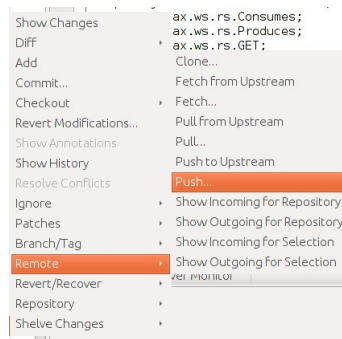 ax.ws.rs.Consumes;
ax.ws.rs.Produces;
ax.ws.rs.GET;
Show Changes
Diff
Add
Commit...
Checkout
Revert Modifications...
Show Annotations
Show History
Resolve Conflicts
Ignore
Patches
Branch/Tag
Remote
Revert/Recover
Repository
Shelve Changes
Clone...
Fetch from Upstream
Fetch...
Pull from Upstream
Pull...
Push to Upstream
Push...
Show Incoming for Repository
Show Outgoing for Repository
Show Incoming for Selection
Show Outgoing for Selection
ver Monitor